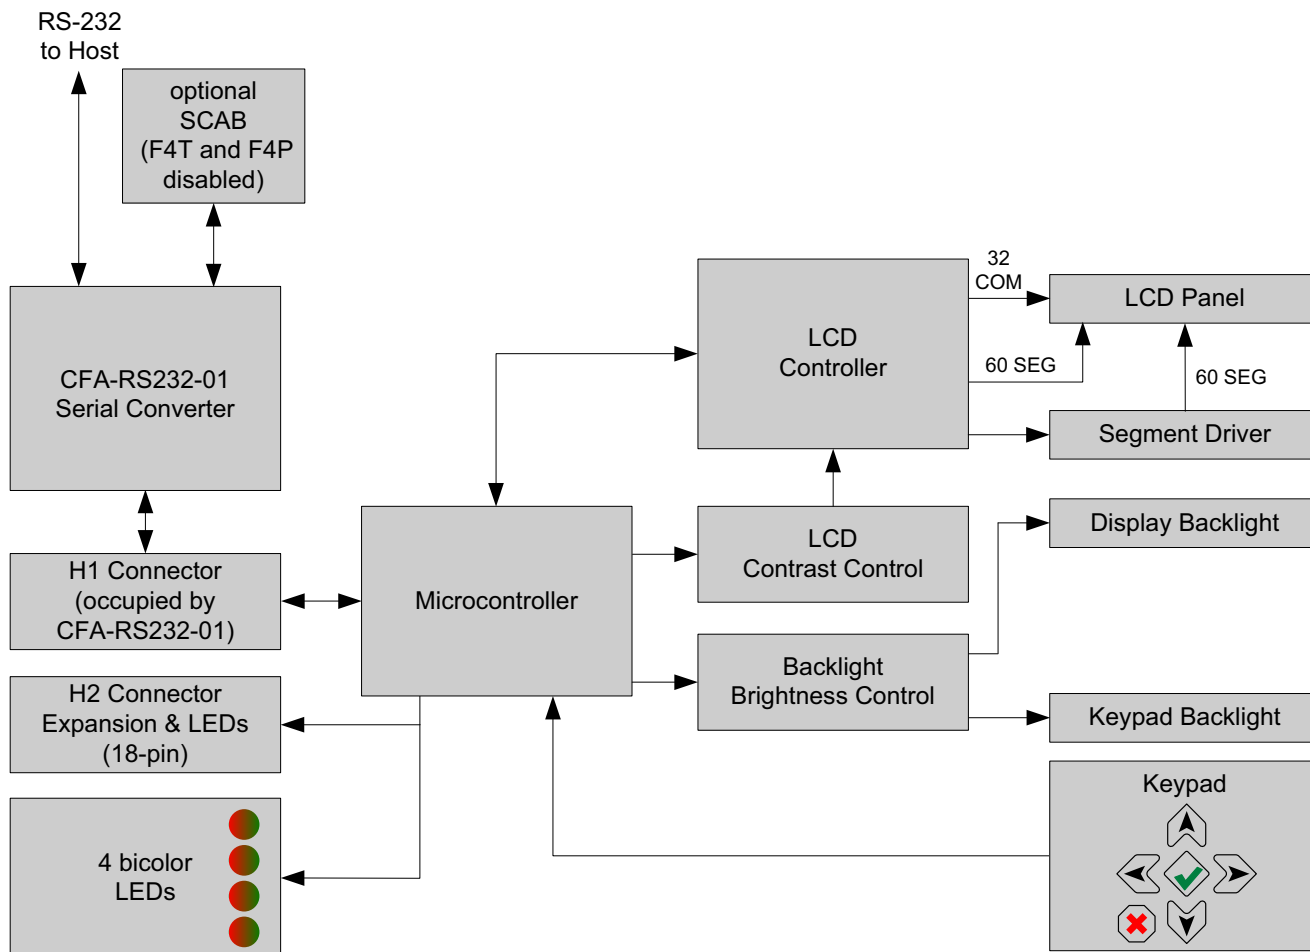 RS-232
to Host
optional
SCAB
(F4T and F4P
disabled)
CFA-RS232-01
Serial Converter
H1 Connector
(occupied by
CFA-RS232-01)
H2 Connector
Expansion & LEDs
(18-pin)
4 bicolor
LEDs
Microcontroller
LCD
Controller
LCD
Contrast Control
Backlight
Brightness Control
32
COM
60 SEG
60 SEG
LCD Panel
Segment Driver
Display Backlight
Keypad Backlight
Keypad